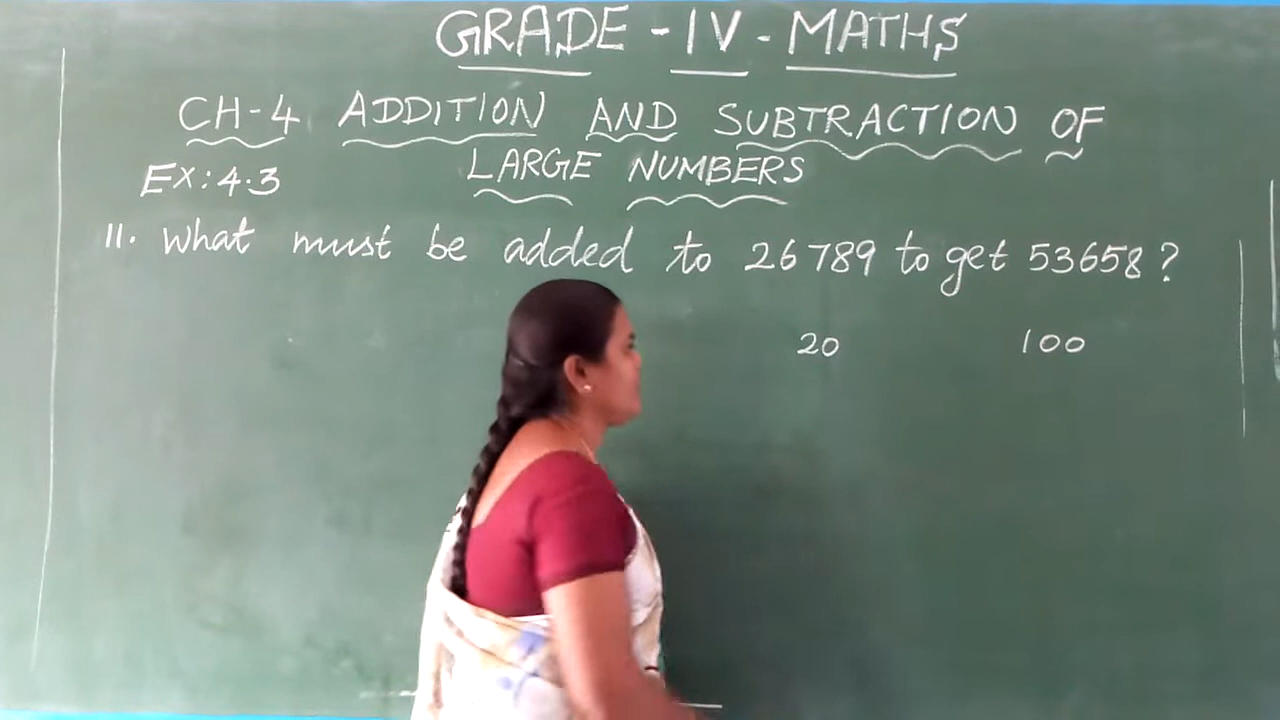 GRADE - IV - MATHS
CH-4 ADDITION AND SUBTRACTION OF
LARGE NUMBERS
EX: 4.3
11. What must be added to 26789 to get 53658?
20 100